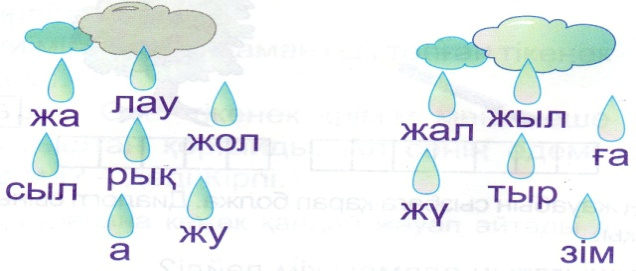 жа лау жол
сыл рық
а жу
жал жыл ға
жү тыр
зім